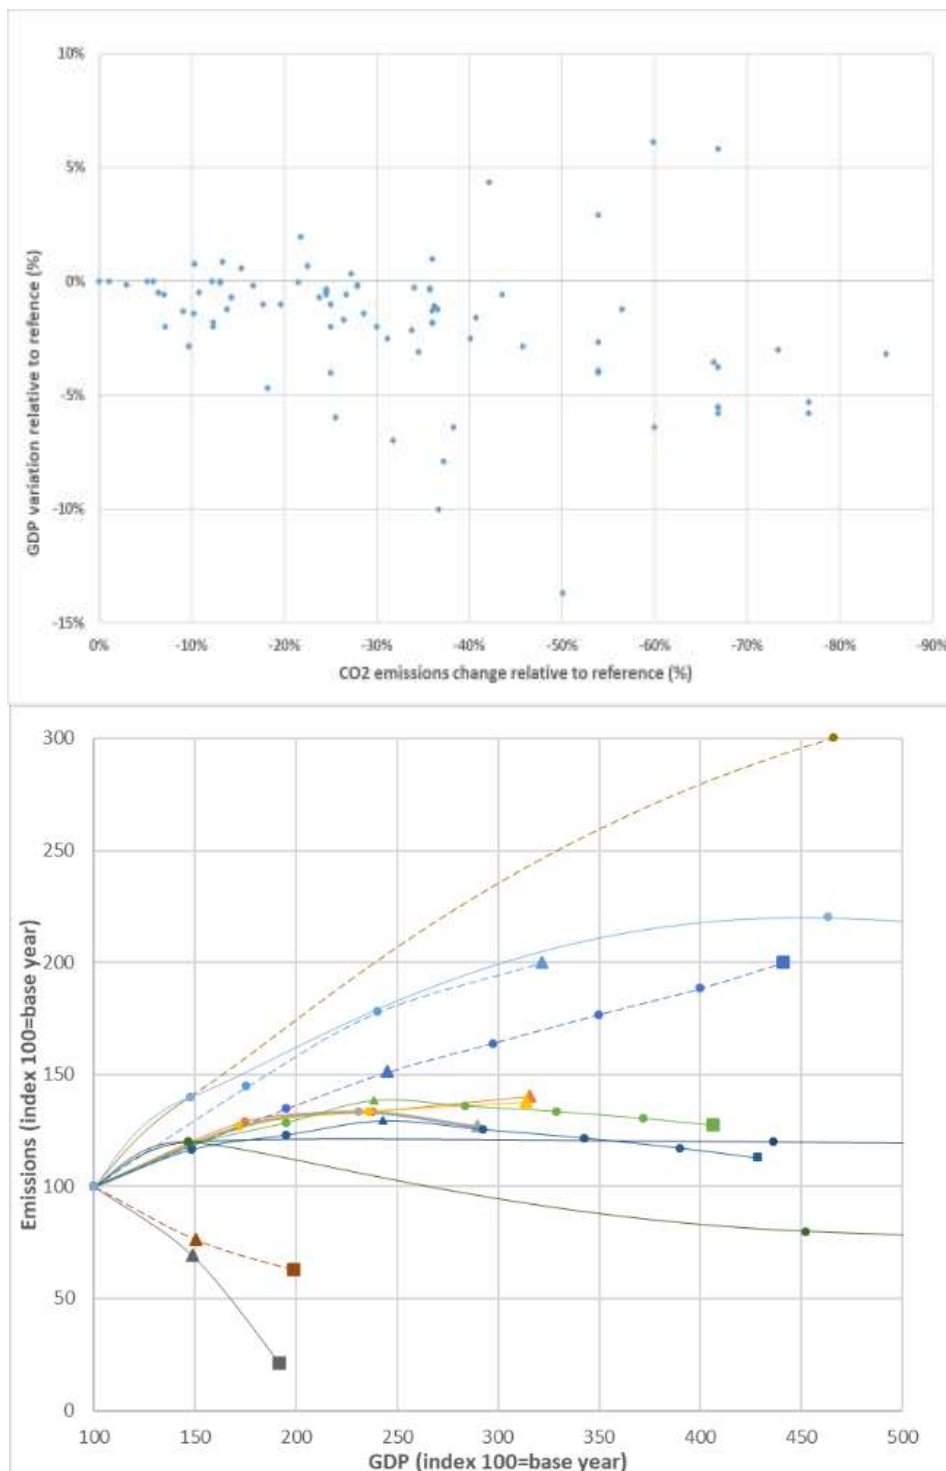 10%
5%
0%
-5%
-10%
-15%
GDP variation relative to refence (%)
0% -10% -20% -30% -40% -50% -60% -70% -80% -90%
CO2 emissions change relative to reference (%)
300
250
200
150
100
50
0
Emissions (index 100=base year)
100 150 200 250 300 350 400 450 500
GDP (index 100=base year)